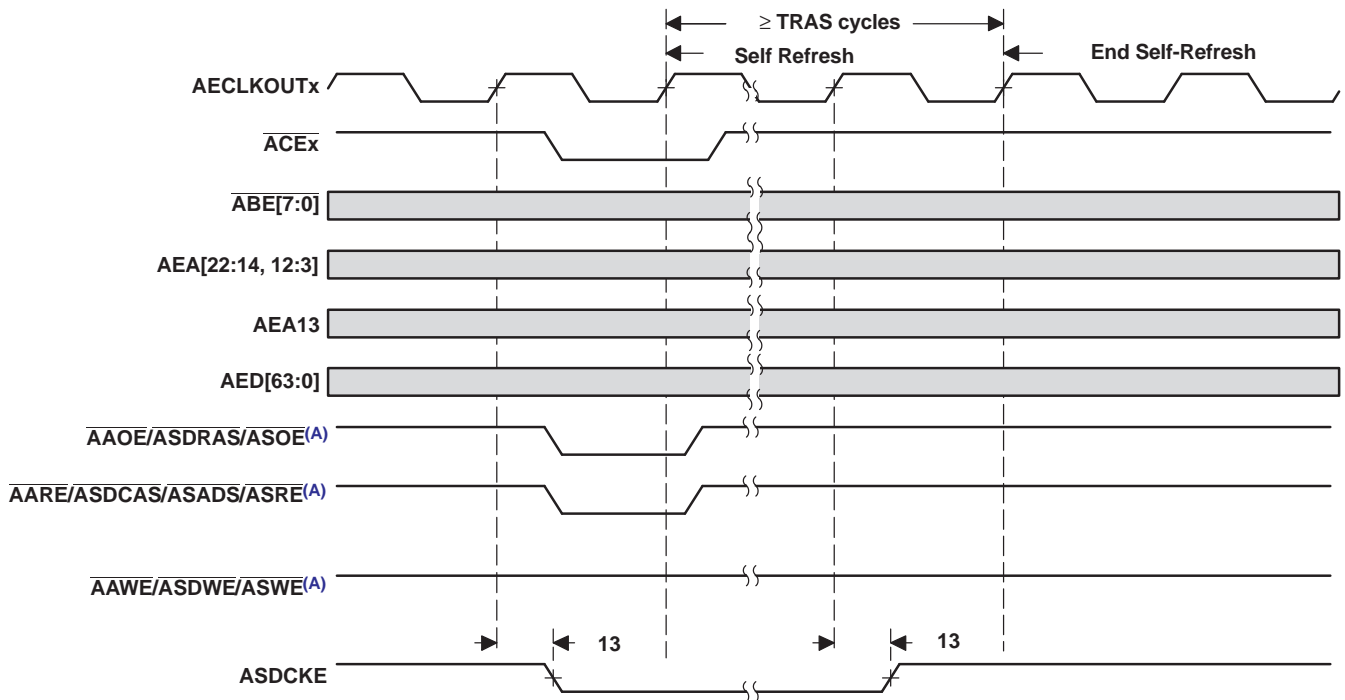 ≥ TRAS cycles
Self Refresh
End Self-Refresh
AECLKOUTx
ACEx
ABE[7:0]
AEA[22:14, 12:3]
AEA13
AED[63:0]
AAOE/ASDRAS/ASOE(A)
AARE/ASDCAS/ASADS/ASRE(A)
AAWE/ASDWE/ASWE(A)
13
13
ASDCKE